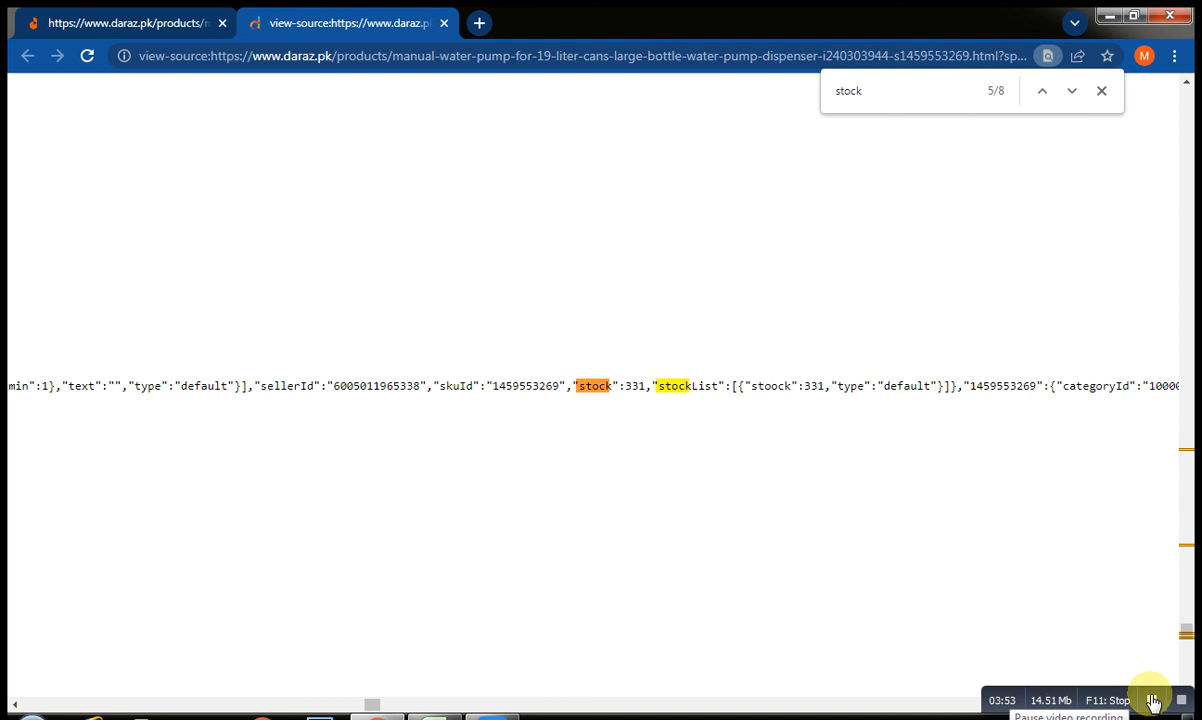 https://www.daraz.pk/products/m
view-source:https://www.daraz.p
view-source:https://www.daraz.pk/products/manual-water-pump-for-19-liter-cans-large-bottle-water-pump-dispenser-i240303944-s1459553269.html?sp...
M
stock
5/8
min":1},"text":"","type":"default"}],"sellerId":"6005011965338","skuId":"1459553269","stock":331,"stockList":[{"stoock":331,"type":"default"}]},"1459553269":{"categoryId":"1000
03:53
14.51 Mb
F11: Stop
Pause video recording